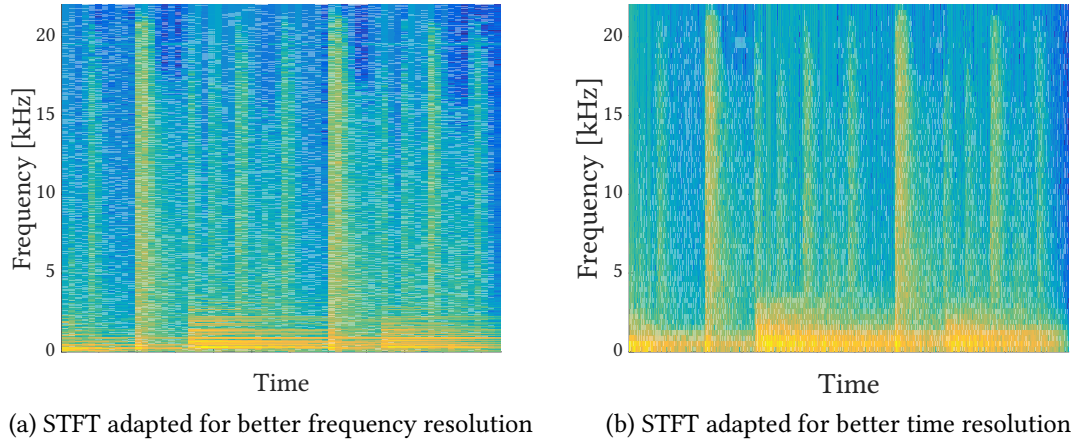 20
15
10
5
0
Frequency [kHz]
Time
(a) STFT adapted for better frequency resolution
20
15
10
5
0
Frequency [kHz]
Time
(b) STFT adapted for better time resolution